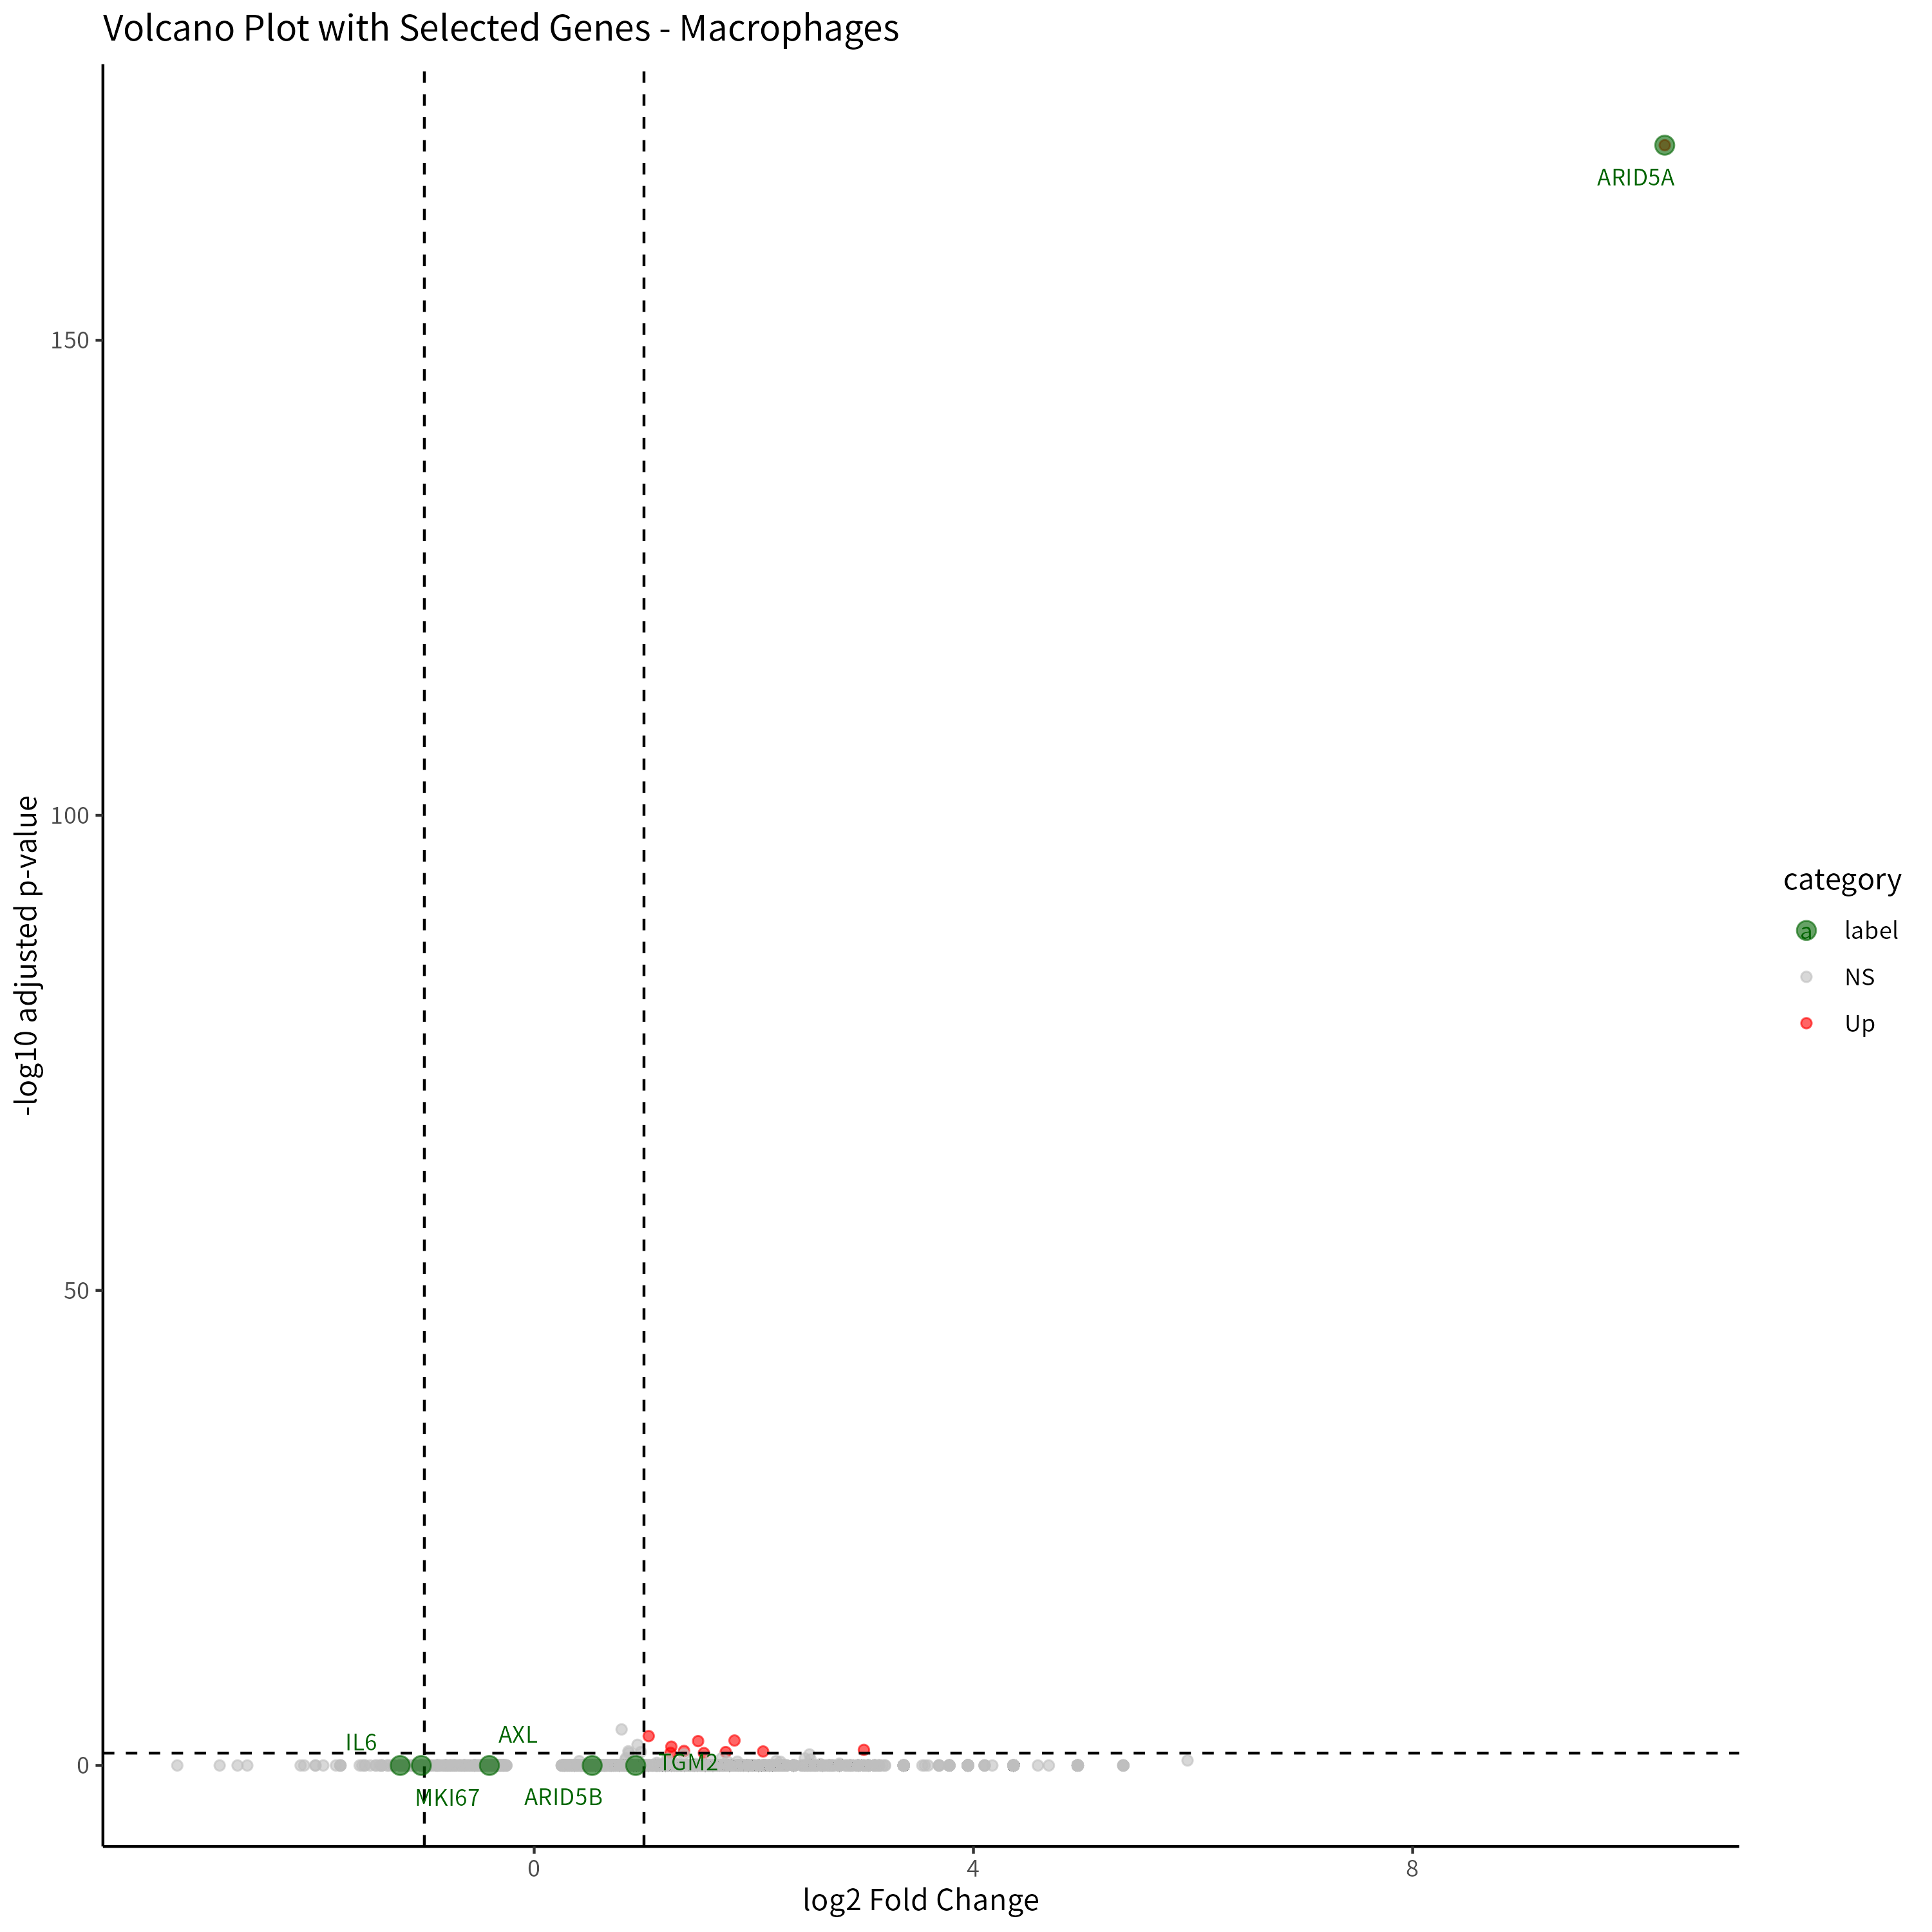 Volcano Plot with Selected Genes - Macrophages
ARID5A
150
100
50
0
-log10 adjusted p-value
category
a label
NS
Up
IL6
AXL
TGM2
MKI67
ARID5B
0
4
8
log2 Fold Change